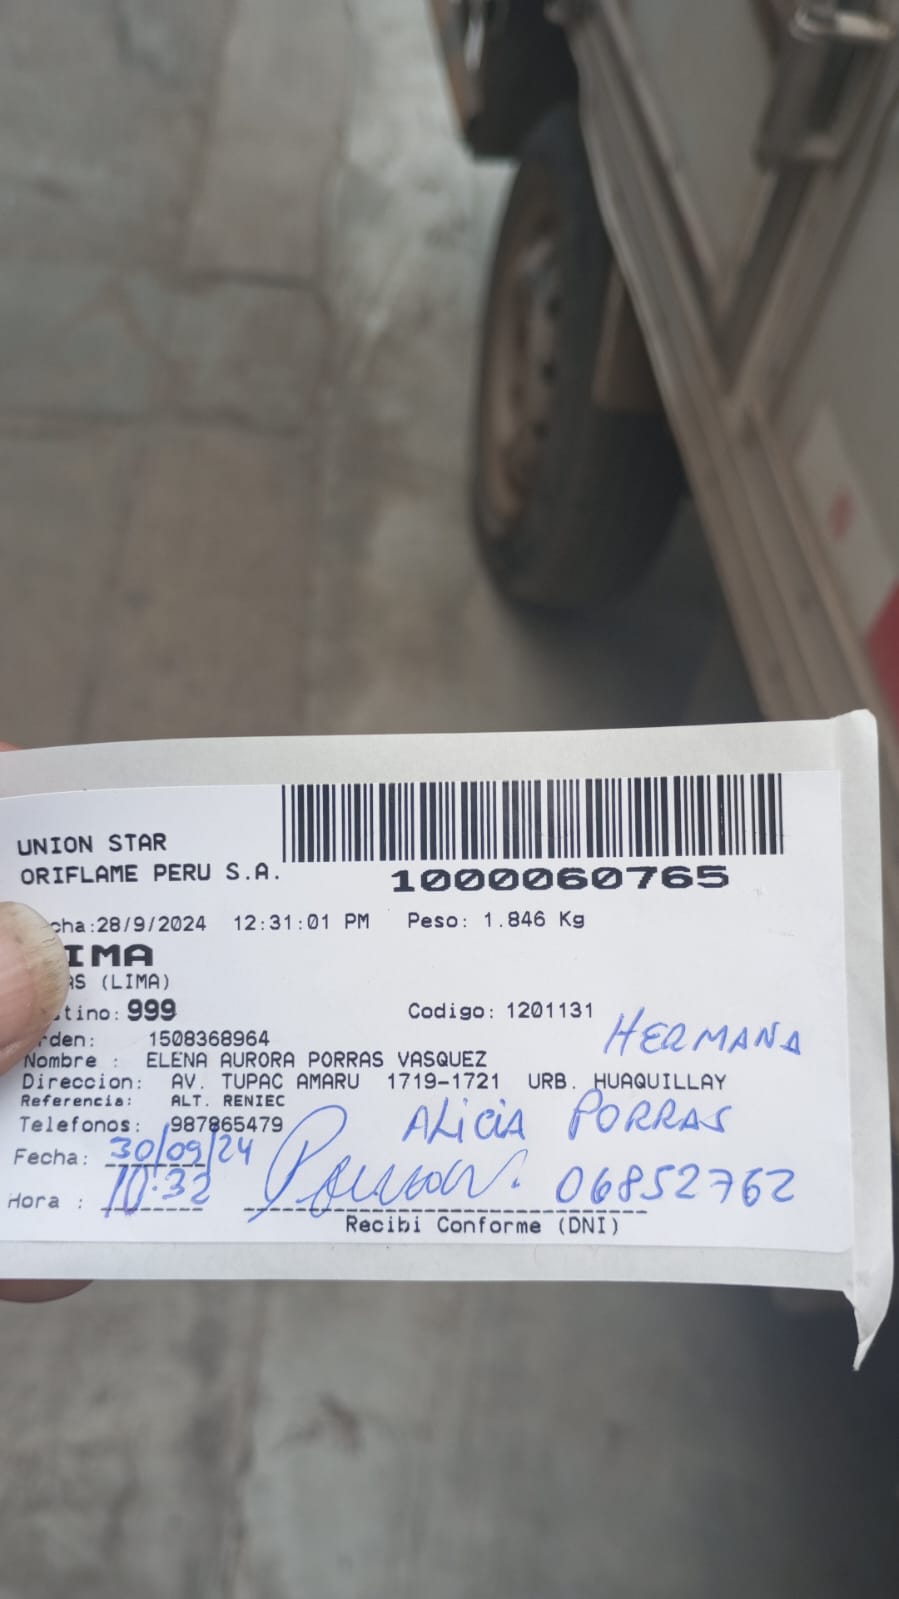 UNION STAR
ORIFLAME PERU S.A.
1000060765
cha:28/9/2024 12:31:01 PM Peso: 1.846 Kg
IMA
AS (LIMA)
tino: 999 Codigo: 1201131
HERMANA
rden: 1508368964
Nombre : ELENA AURORA PORRAS VASQUEZ
Direccion: AV. TUPAC AMARU 1719-1721 URB. HUAQUILLAY
Referencia: ALT. RENIEC
Telefonos: 987865479
ALiCiA PORRAS
Fecha: 30/09/24
Hora : 10:32
06852762
Recibi Conforme (DNI)